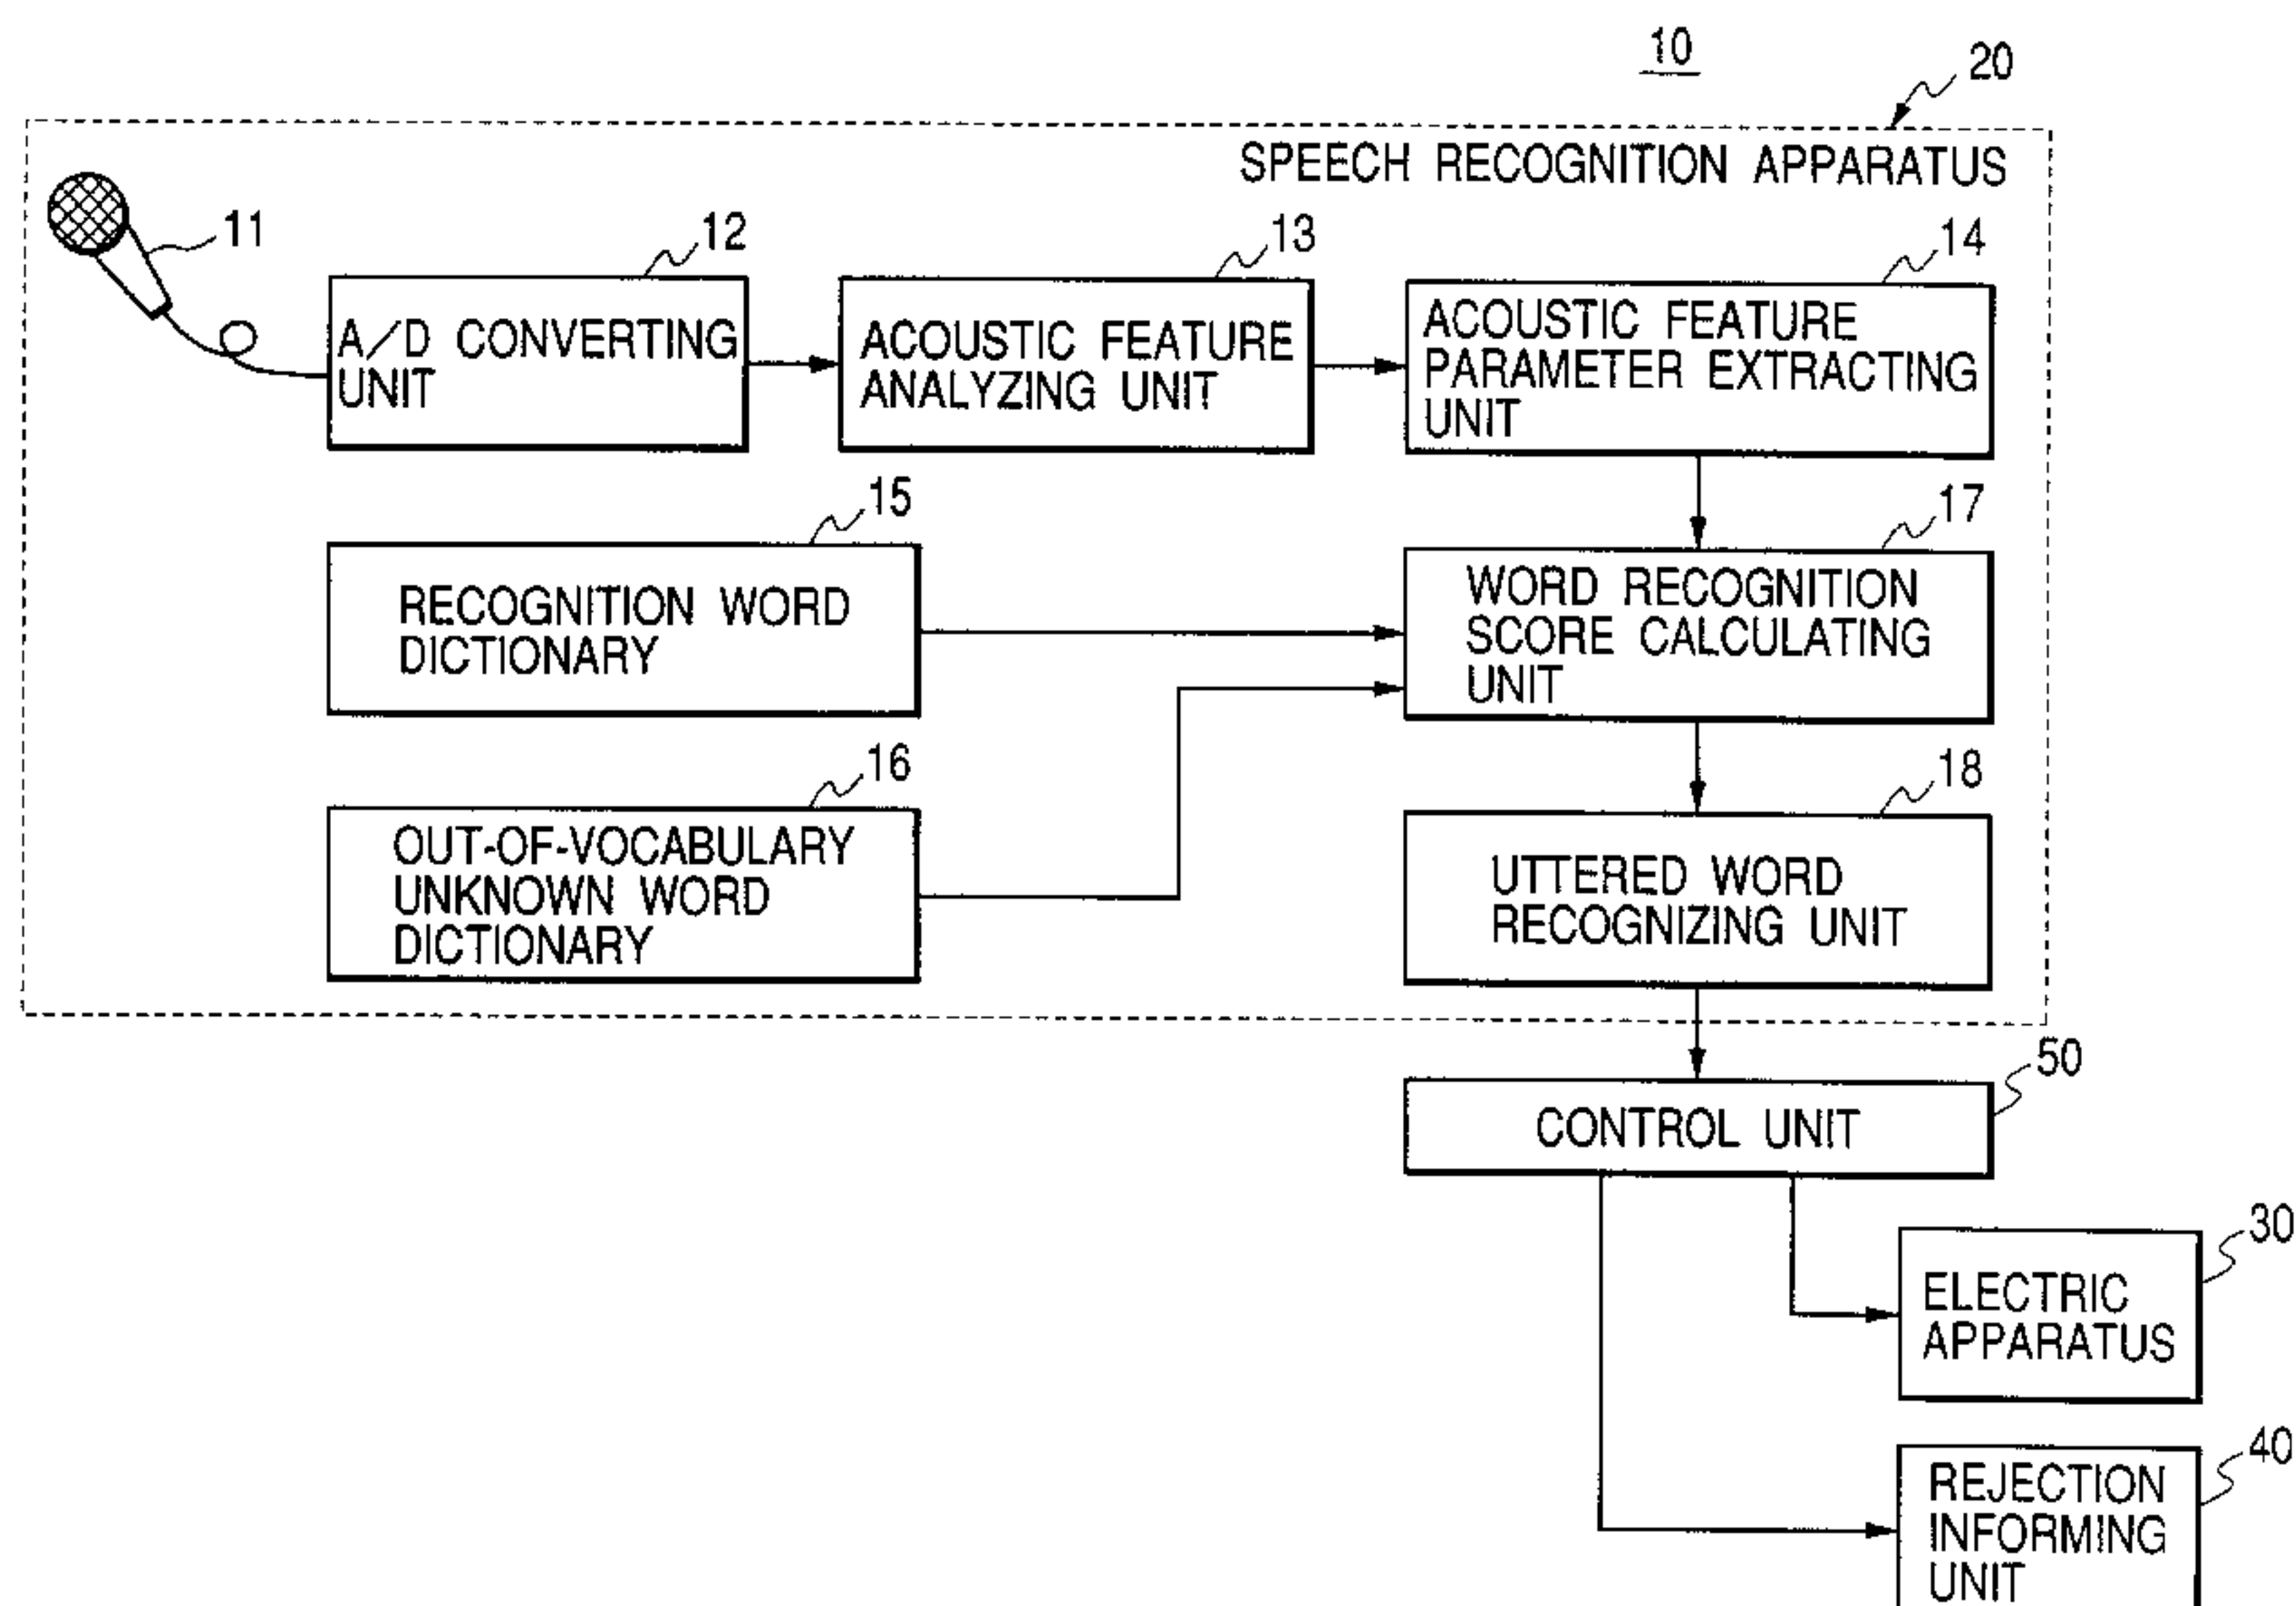 10
20
SPEECH RECOGNITION APPARATUS
11
12
13
14
A/D CONVERTING
UNIT
ACOUSTIC FEATURE
ANALYZING UNIT
ACOUSTIC FEATURE
PARAMETER EXTRACTING
UNIT
15
17
RECOGNITION WORD
DICTIONARY
WORD RECOGNITION
SCORE CALCULATING
UNIT
16
18
OUT-OF-VOCABULARY
UNKNOWN WORD
DICTIONARY
UTTERED WORD
RECOGNIZING UNIT
50
CONTROL UNIT
30
ELECTRIC
APPARATUS
40
REJECTION
INFORMING
UNIT